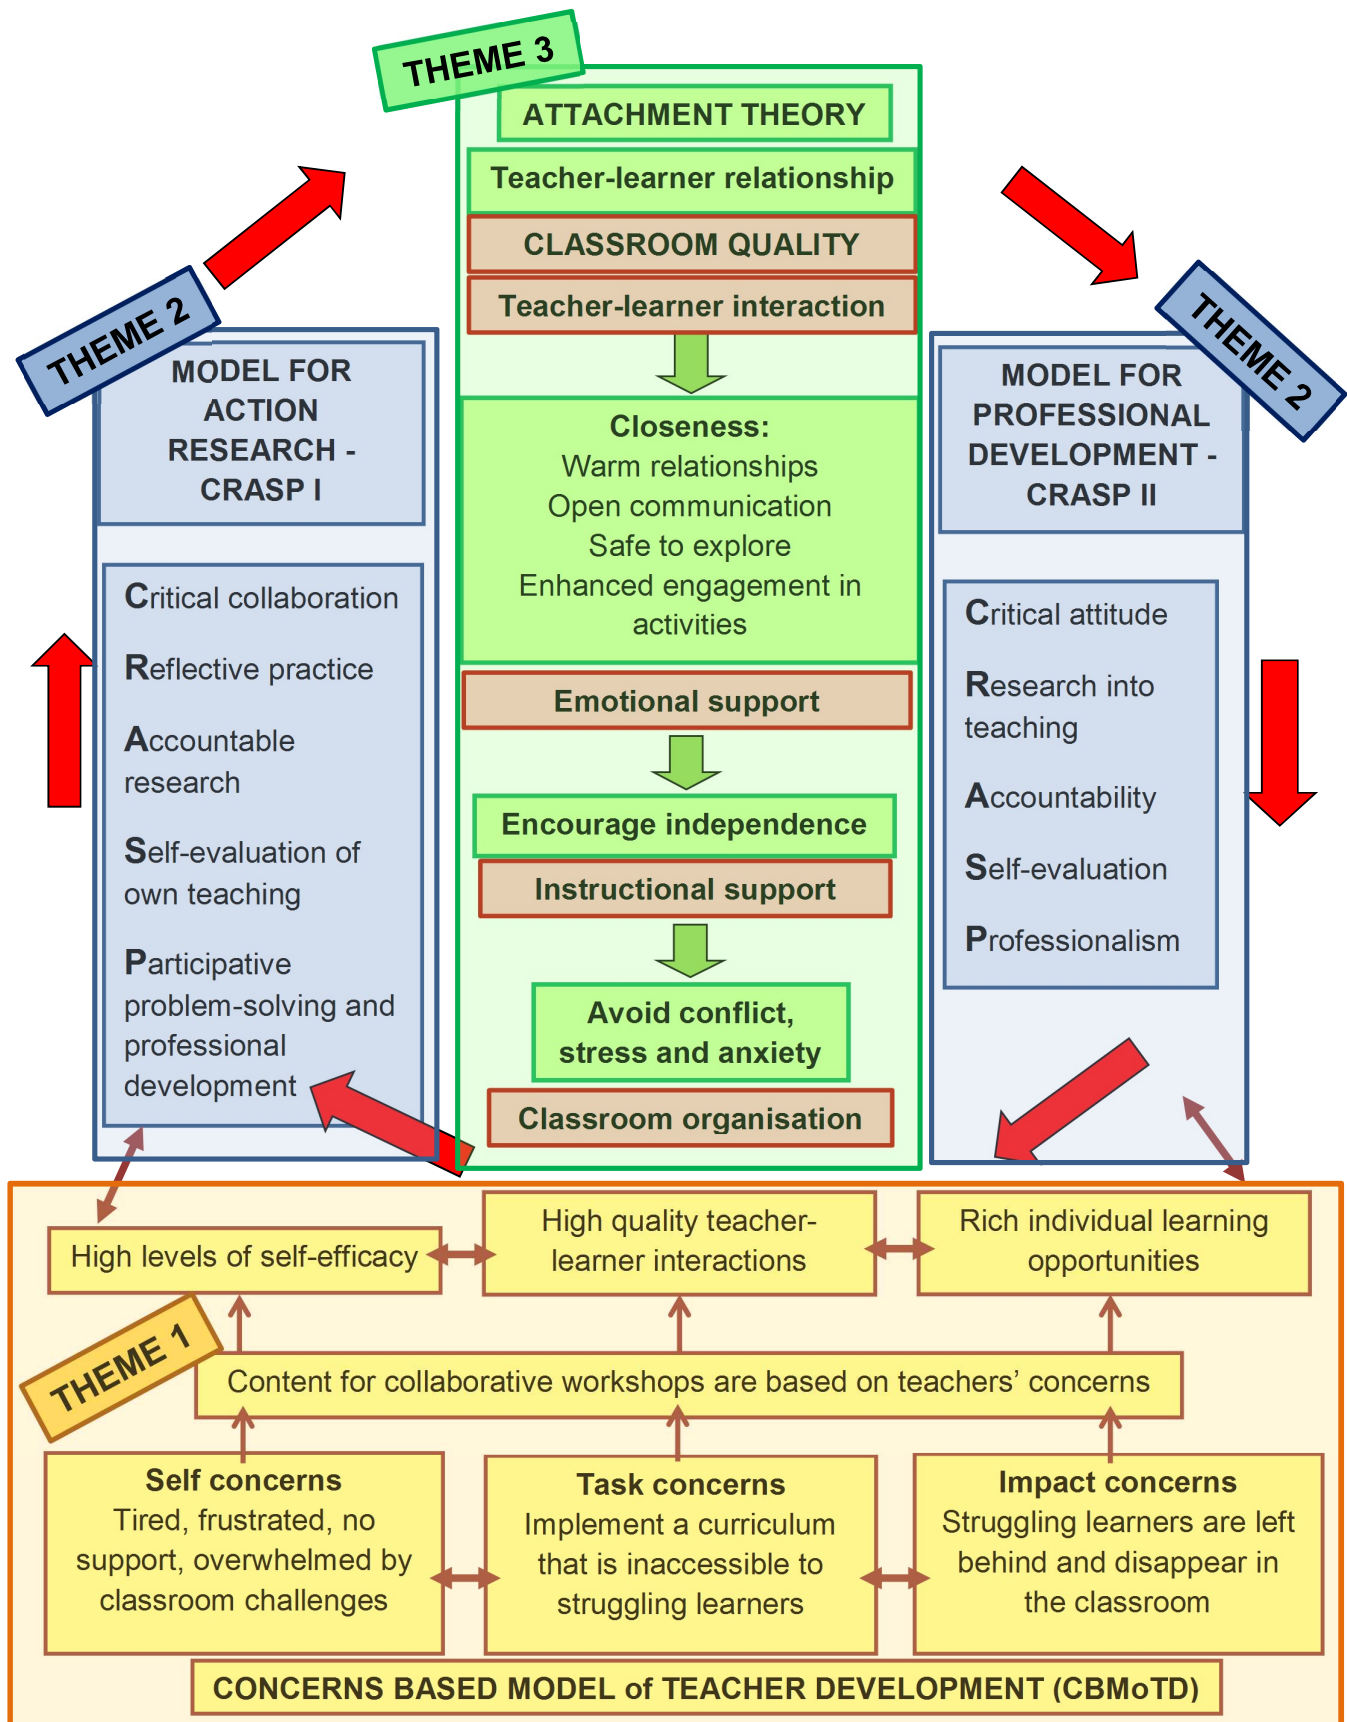 THEME 3
ATTACHMENT THEORY
Teacher-learner relationship
CLASSROOM QUALITY
Teacher-learner interaction
Closeness:
Warm relationships
Open communication
Safe to explore
Enhanced engagement in
activities
Emotional support
Encourage independence
Instructional support
Avoid conflict,
stress and anxiety
Classroom organisation
THEME 2
MODEL FOR
ACTION
RESEARCH -
CRASP I
Critical collaboration
Reflective practice
Accountable
research
Self-evaluation of
own teaching
Participative
problem-solving and
professional
development
THEME 2
MODEL FOR
PROFESSIONAL
DEVELOPMENT -
CRASP II
Critical attitude
Research into
teaching
Accountability
Self-evaluation
Professionalism
High levels of self-efficacy
High quality teacher-
learner interactions
Rich individual learning
opportunities
THEME 1
Content for collaborative workshops are based on teachers’ concerns
Self concerns
Tired, frustrated, no
support, overwhelmed by
classroom challenges
Task concerns
Implement a curriculum
that is inaccessible to
struggling learners
Impact concerns
Struggling learners are left
behind and disappear in
the classroom
CONCERNS BASED MODEL of TEACHER DEVELOPMENT (CBMoTD)